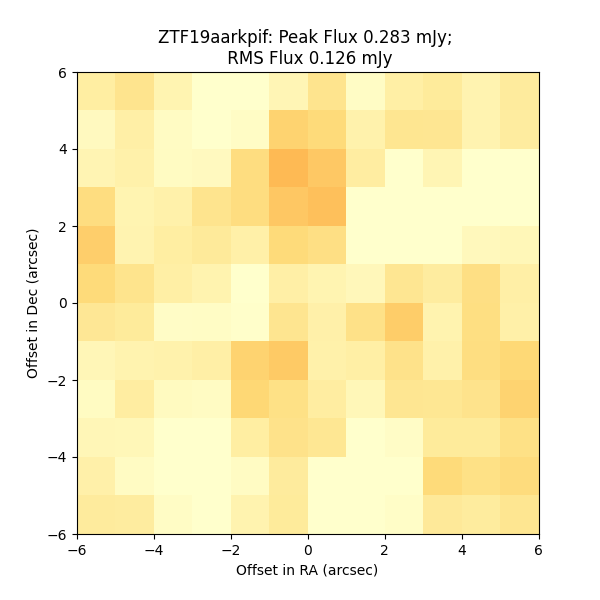 ZTF19aarkpif: Peak Flux 0.283 mJy;
RMS Flux 0.126 mJy
6
4
2
0
−2
−4
−6
Offset in Dec (arcsec)
−6 −4 −2 0 2 4 6
Offset in RA (arcsec)